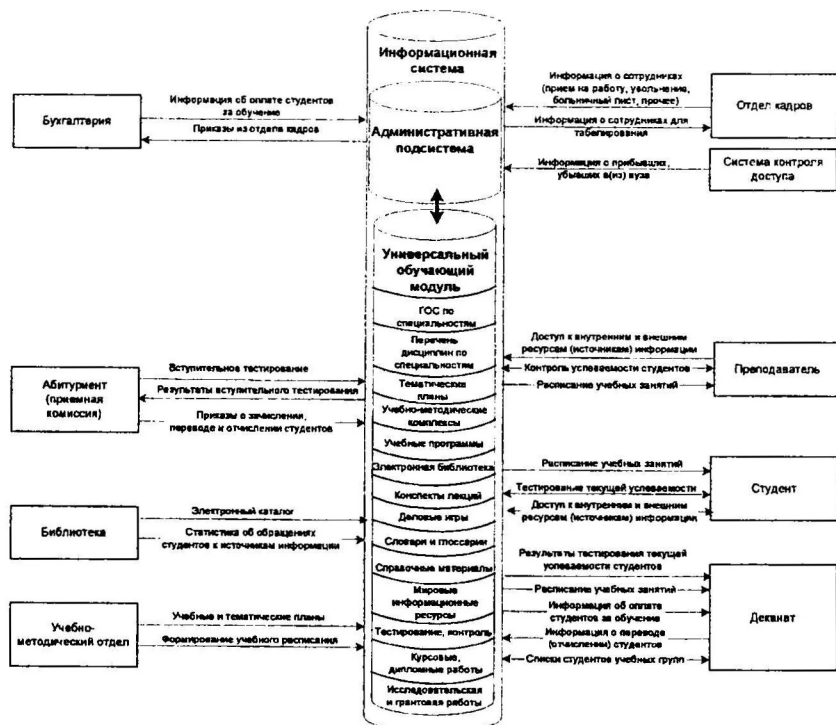 Информационная
система
Административная
подсистема
Бухгалтерия
Информация об оплате студентов
за обучение
Приказы из отдела кадров
Информация о сотрудниках
(прием на работу, увольнение,
больничный лист, прочее)
Информация о сотрудниках для
табелирования
Отдел кадров
Информация о прибывших,
убывших в(из) вуза
Система контроля
доступа
Универсальный
обучающий
модуль
ГОС по
специальностям
Перечень
дисциплин по
специальностям
Тематические
планы
Учебно-методические
комплексы
Учебные программы
Электронная библиотека
Конспекты лекций
Деловые игры
Словари и глоссарии
Справочные материалы
Мировые
информационные
ресурсы
Тестирование, контроль
Курсовые,
дипломные работы
Исследовательская
и грантовая работы
Абитуриент
(приемная
комиссия)
Вступительное тестирование
Результаты вступительного тестирования
Приказы о зачислении,
переводе и отчислении студентов
Библиотека
Электронный каталог
Статистика об обращениях
студентов к источникам информации
Учебно-
методический отдел
Учебные и тематические планы
Формирование учебного расписания
Доступ к внутренним и внешним
ресурсам (источникам) информации
Контроль успеваемости студентов
Расписание учебных занятий
Преподаватель
Расписание учебных занятий
Тестирование текущей успеваемости
Доступ к внутренним и внешним
ресурсам (источникам) информации
Студент
Результаты тестирования текущей
успеваемости студентов
Расписание учебных занятий
Информация об оплате
студентов за обучение
Информация о переводе
(отчислении) студентов
Списки студентов учебных групп
Деканат